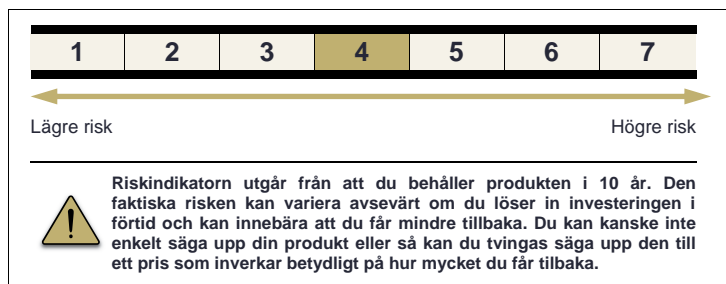 1 2 3 4 5 6 7
Lägre risk Högre risk
Riskindikatorn utgår från att du behåller produkten i 10 år. Den
faktiska risken kan variera avsevärt om du löser in investeringen i
förtid och kan innebära att du får mindre tillbaka. Du kan kanske inte
enkelt säga upp din produkt eller så kan du tvingas säga upp den till
ett pris som inverkar betydligt på hur mycket du får tilbaka.